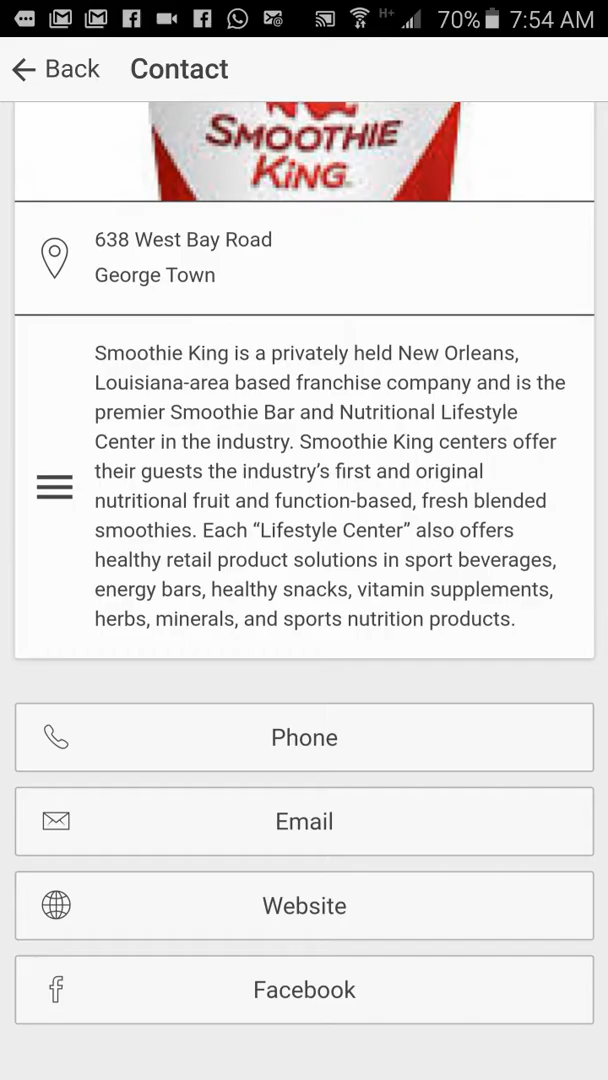 H+ 70% 7:54 AM
Back Contact
SMOOTHIE
KiNG
638 West Bay Road
George Town
Smoothie King is a privately held New Orleans,
Louisiana-area based franchise company and is the
premier Smoothie Bar and Nutritional Lifestyle
Center in the industry. Smoothie King centers offer
their guests the industry’s first and original
nutritional fruit and function-based, fresh blended
smoothies. Each “Lifestyle Center” also offers
healthy retail product solutions in sport beverages,
energy bars, healthy snacks, vitamin supplements,
herbs, minerals, and sports nutrition products.
Phone
Email
Website
Facebook